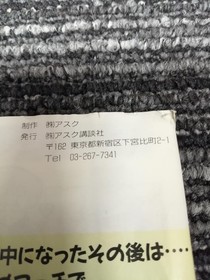 制作 ㈱アスク
発行 ㈱アスク講談社
〒162 東京都新宿区下宮比町2-1
Tel 03-267-7341
中になったその後は……